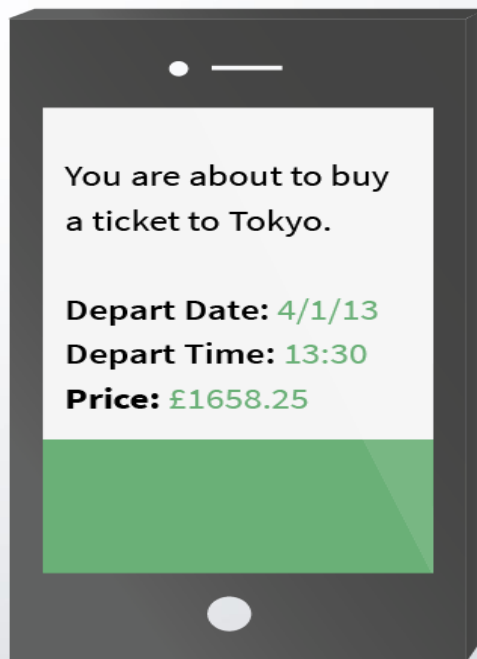 You are about to buy
a ticket to Tokyo.
Depart Date: 4/1/13
Depart Time: 13:30
Price: £1658.25